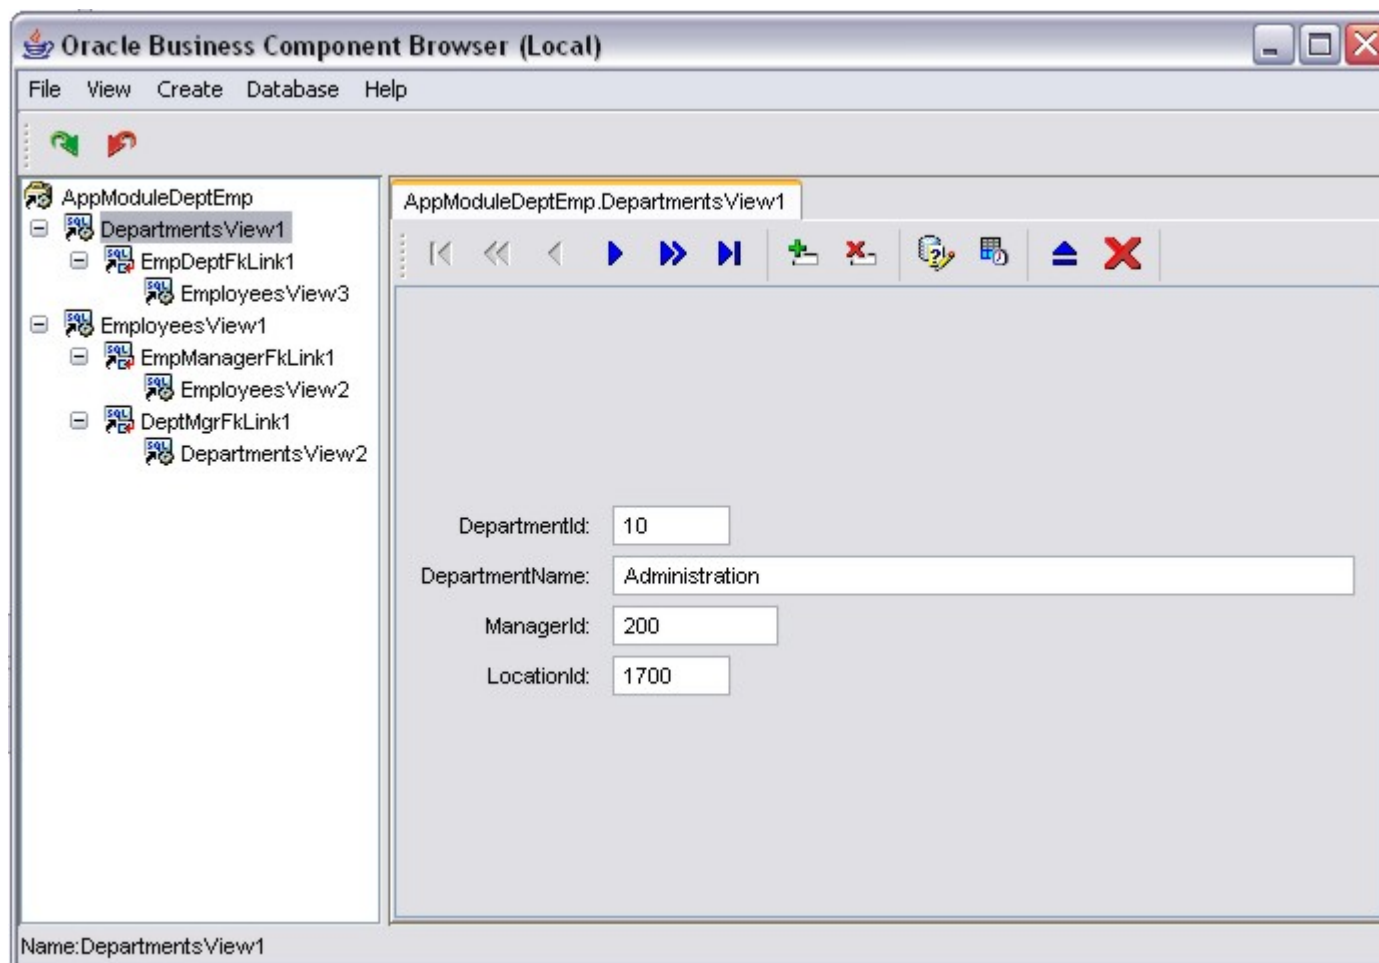 Oracle Business Component Browser (Local)
File View Create Database Help
AppModuleDeptEmp
DepartmentsView1
EmpDeptFkLink1
EmployeesView3
EmployeesView1
EmpManagerFkLink1
EmployeesView2
DeptMgrFkLink1
DepartmentsView2
AppModuleDeptEmp.DepartmentsView1
DepartmentId: 10
DepartmentName: Administration
ManagerId: 200
LocationId: 1700
Name:DepartmentsView1